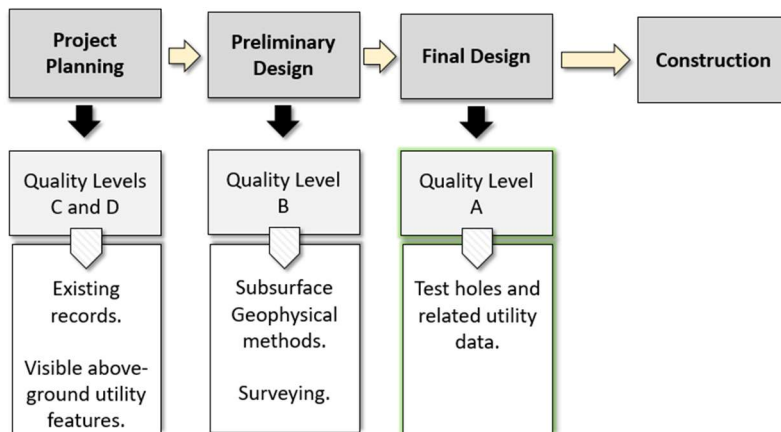 Project
Planning
Preliminary
Design
Final Design
Construction
Quality Levels
C and D
Quality Level
B
Quality Level
A
Existing
records.
Visible above-
ground utility
features.
Subsurface
Geophysical
methods.
Surveying.
Test holes and
related utility
data.